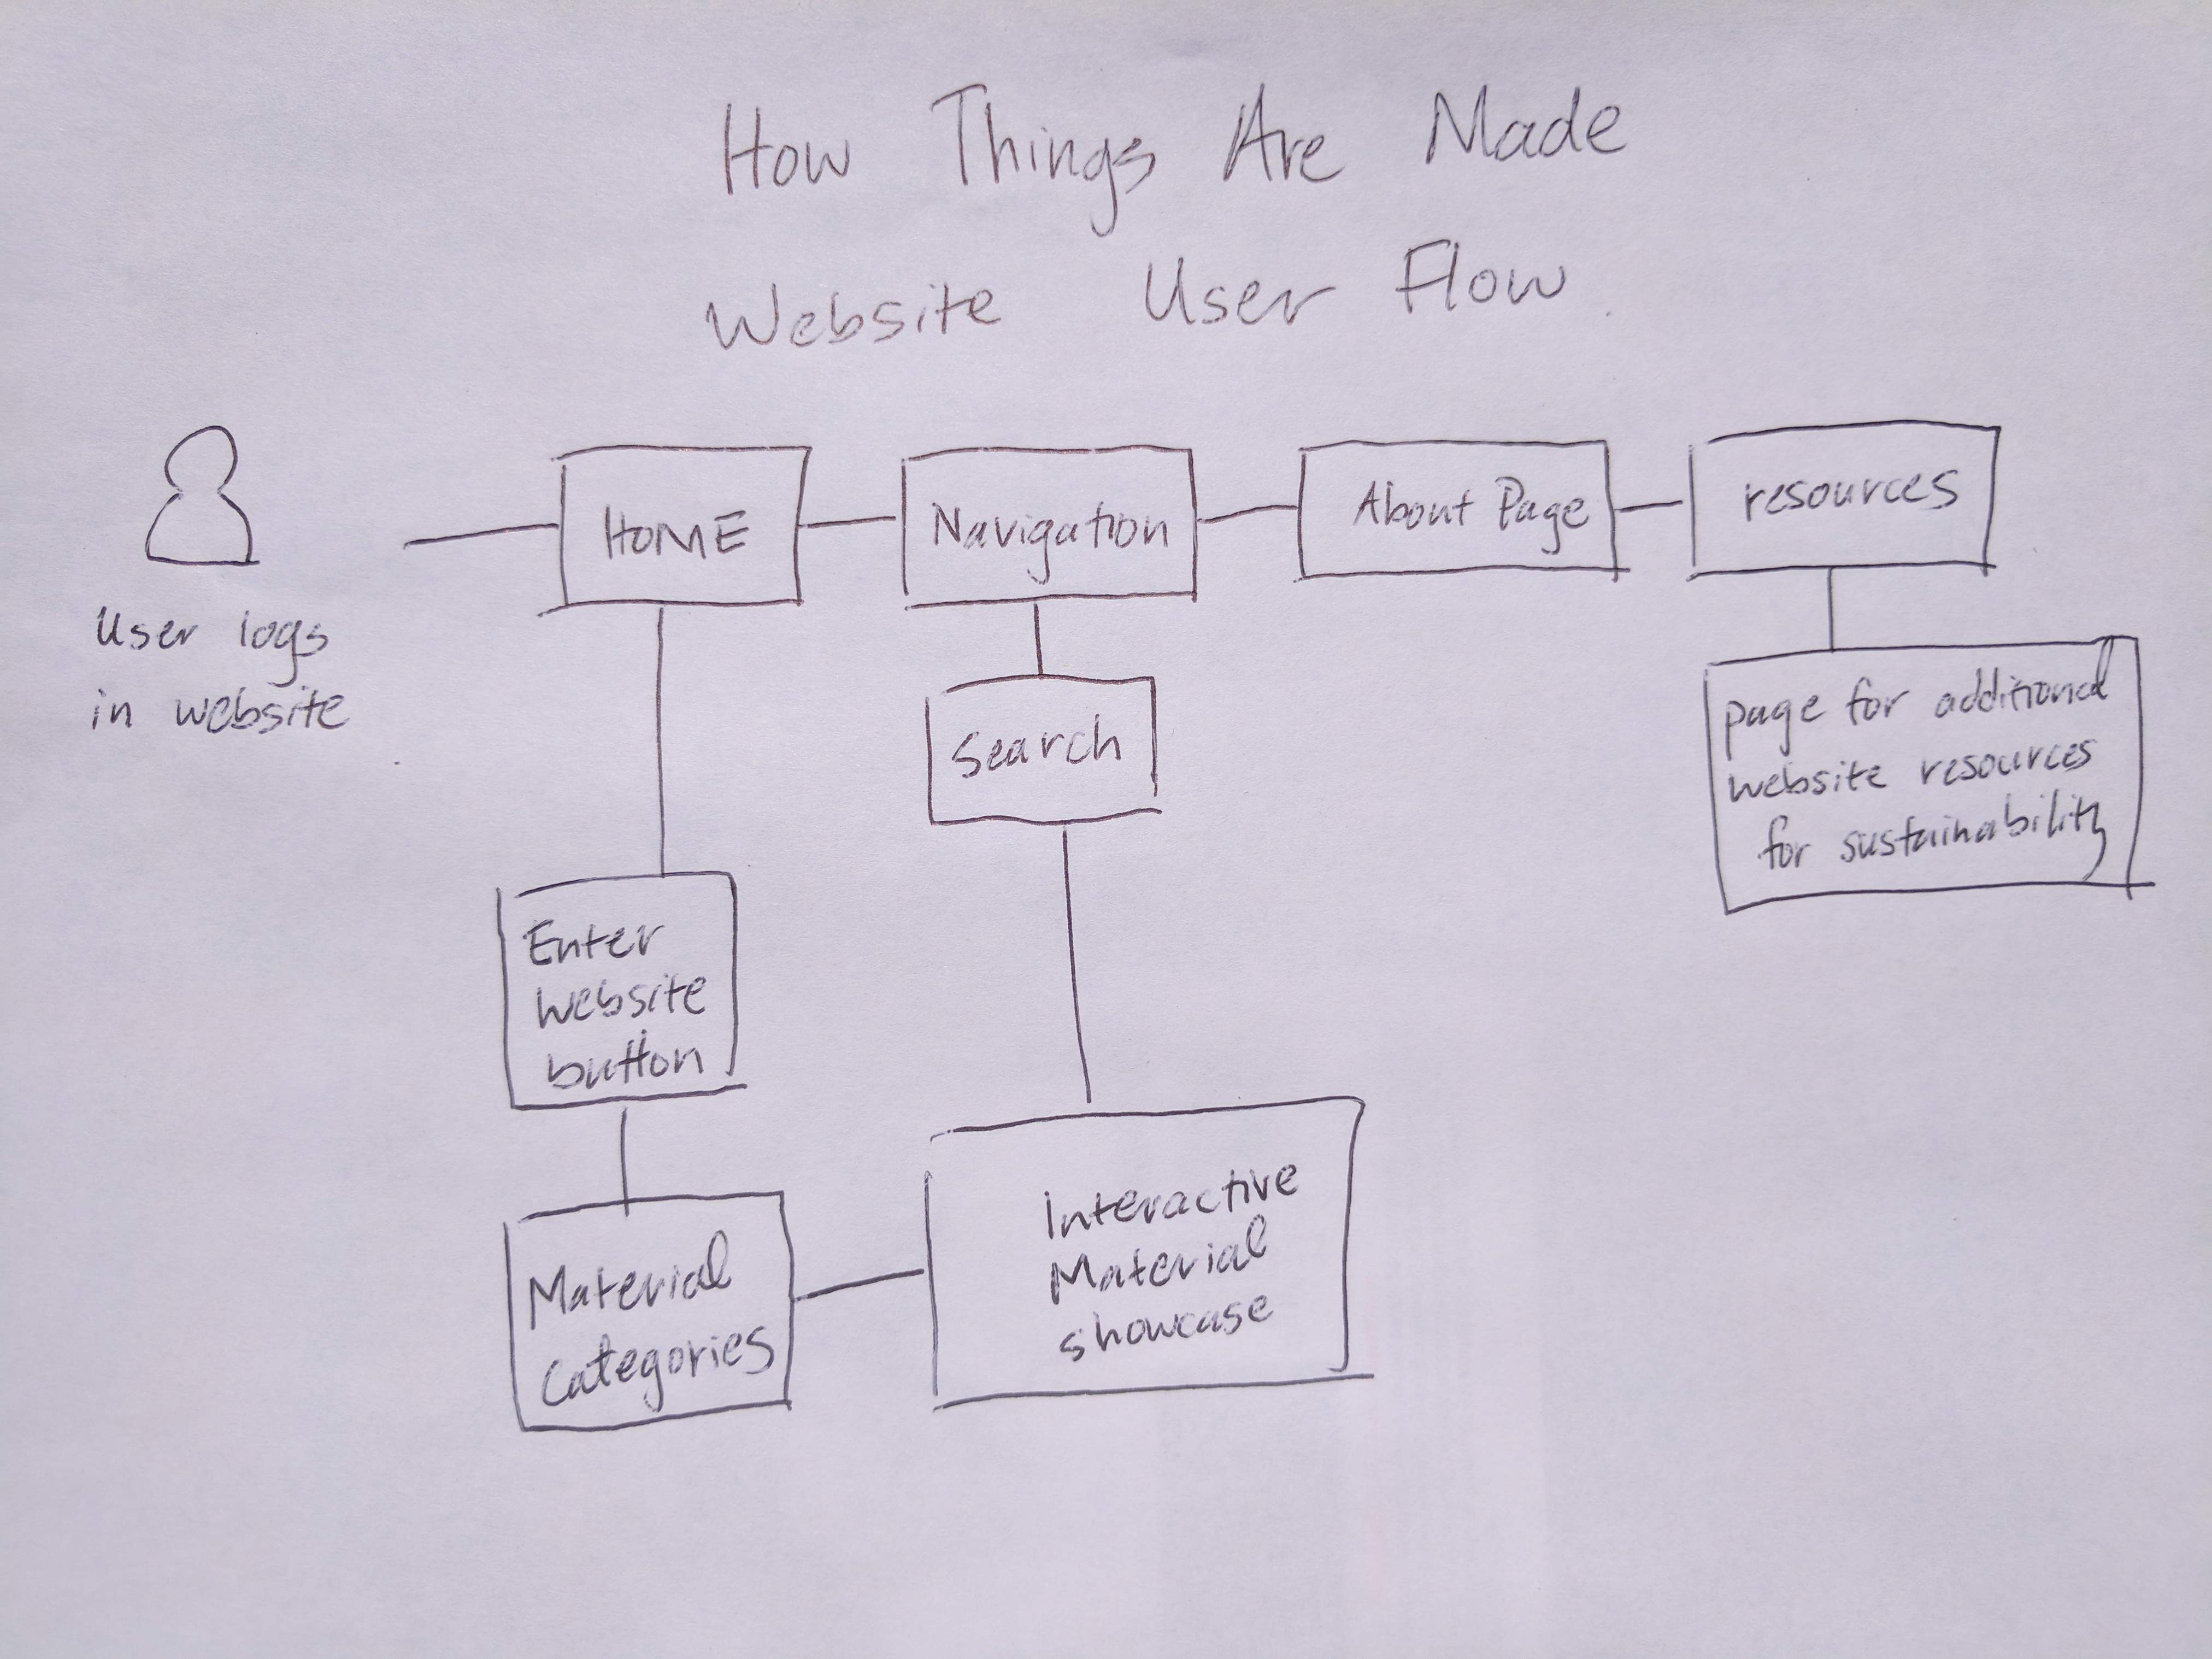 How Things Are Made
Website User Flow
User logs
in website
HOME
Navigation
About Page
resources
Search
page for additional
website resources
for sustainability
Enter
website
button
Material
categories
Interactive
Material
showcase